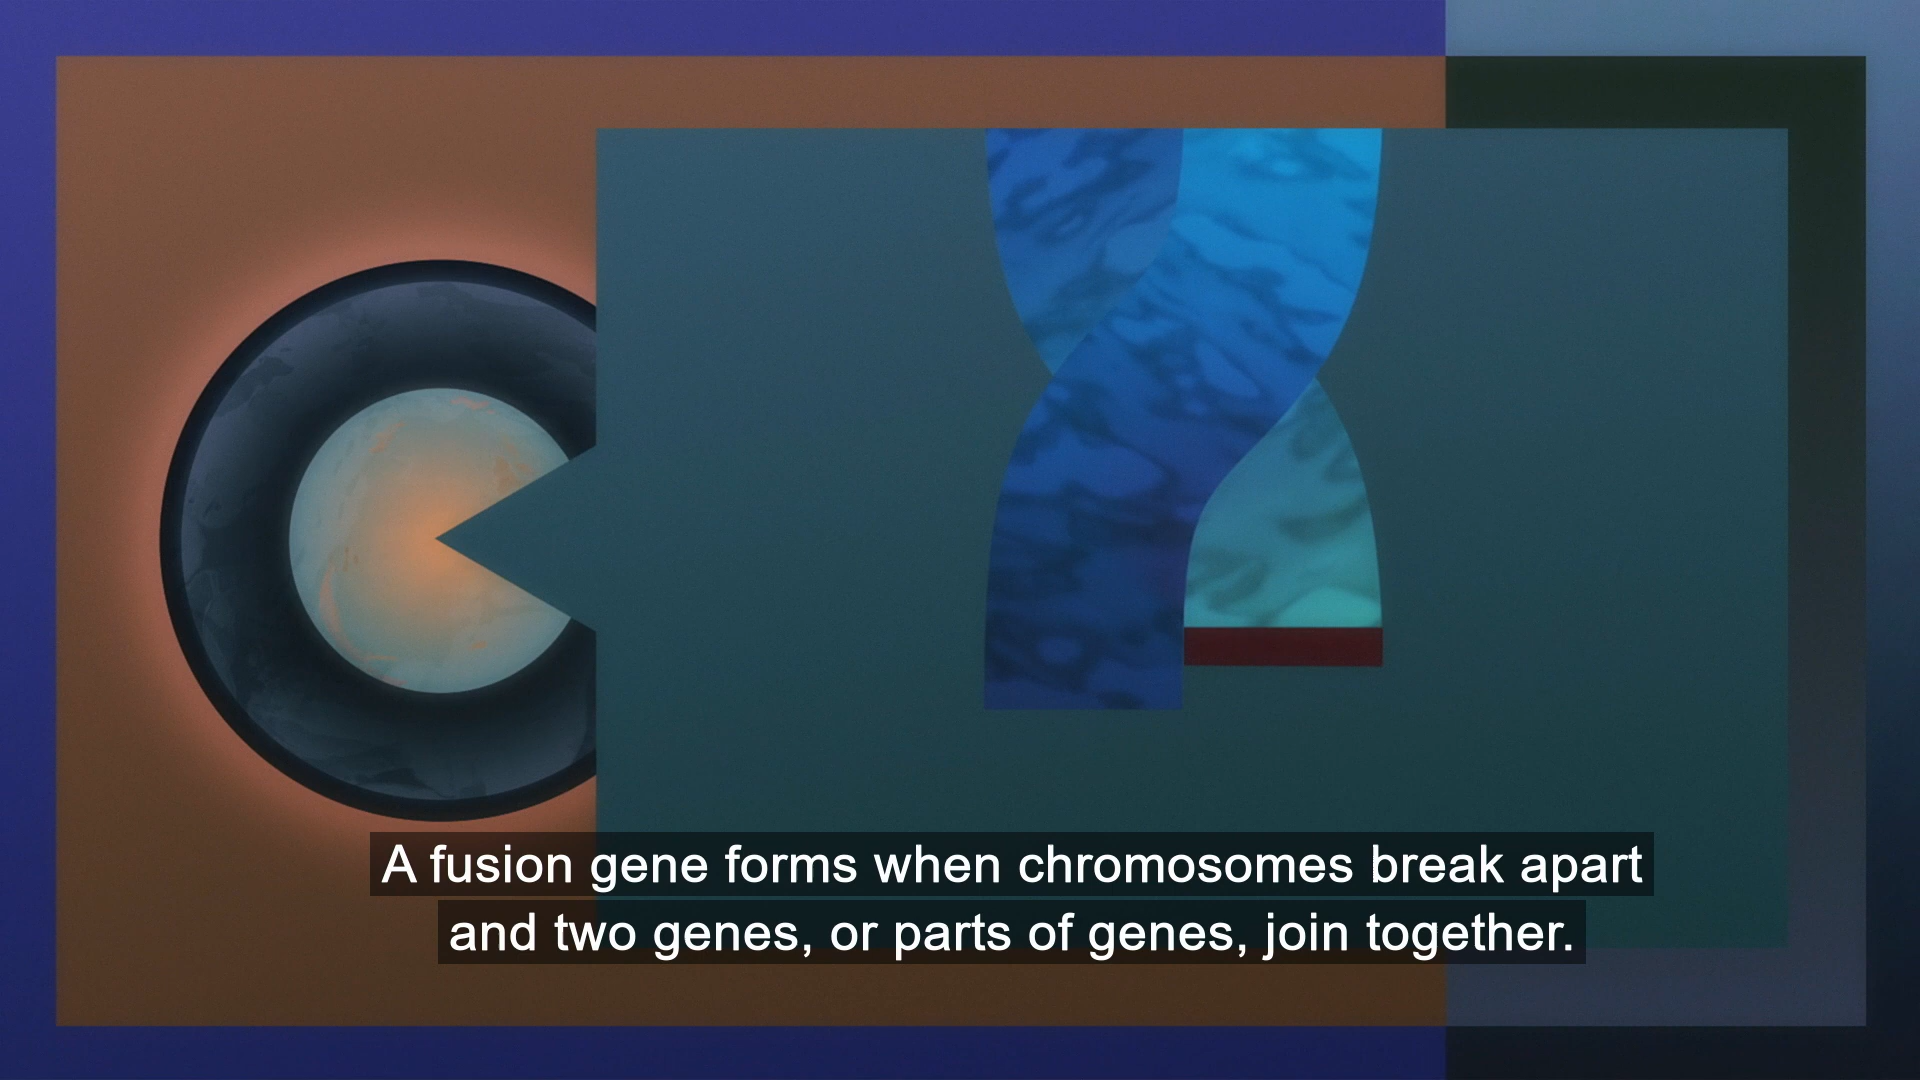 A fusion gene forms when chromosomes break apart
and two genes, or parts of genes, join together.